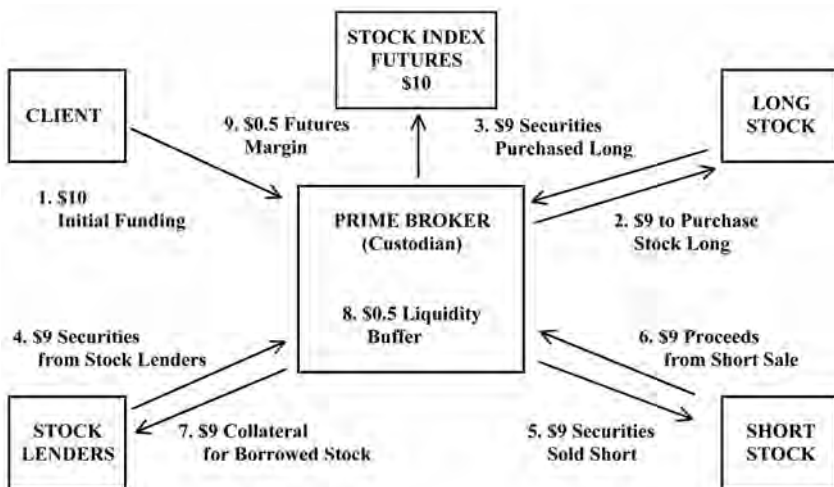 STOCK INDEX
FUTURES
$10
CLIENT
LONG
STOCK
9. $0.5 Futures
Margin
3. $9 Securities
Purchased Long
1. $10
Initial Funding
PRIME BROKER
(Custodian)
2. $9 to Purchase
Stock Long
8. $0.5 Liquidity
Buffer
4. $9 Securities
from Stock Lenders
6. $9 Proceeds
from Short Sale
STOCK
LENDERS
7. $9 Collateral
for Borrowed Stock
5. $9 Securities
Sold Short
SHORT
STOCK